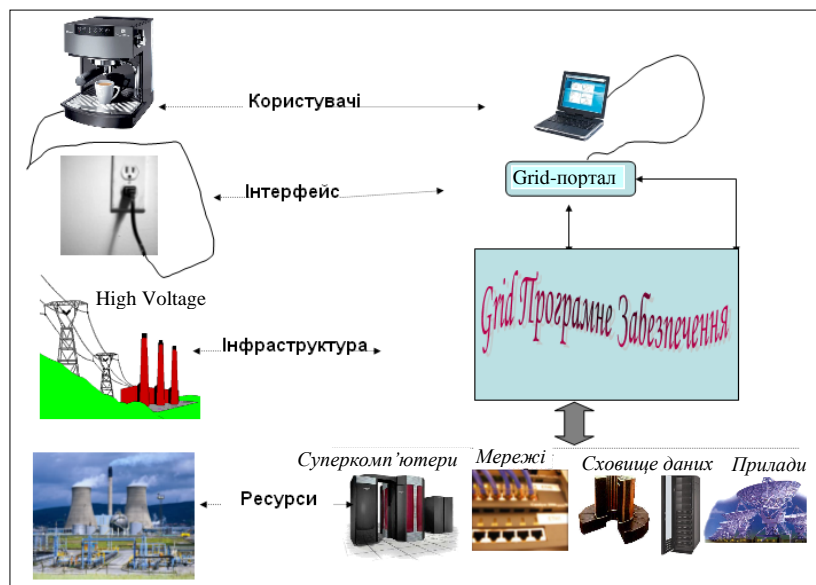 Користувачі
Інтерфейс
Grid-портал
High Voltage
Grid Програмне Забезпечення
Інфраструктура
Суперкомп’ютери
Мережі
Сховище даних
Прилади
Ресурси